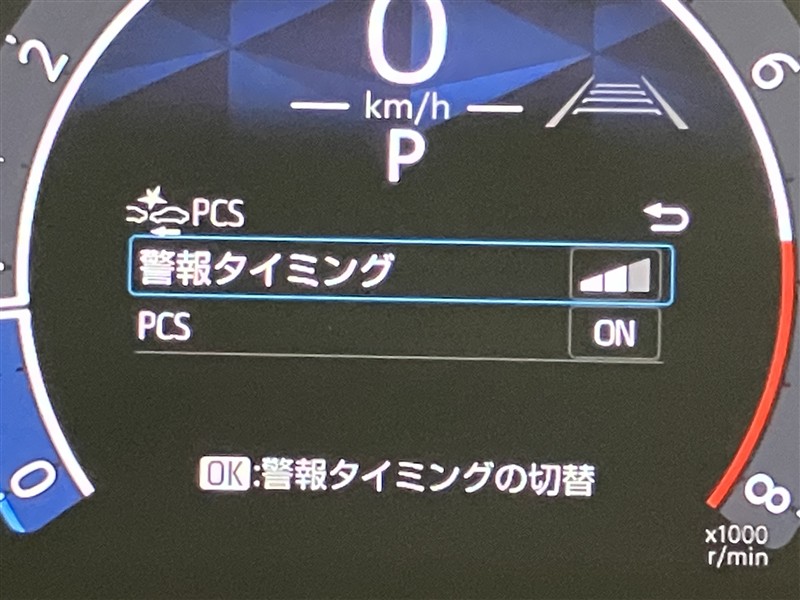 0
2
6
km/h
P
PCS
警報タイミング
PCS ON
OK:警報タイミングの切替
0
8
x1000
r/min